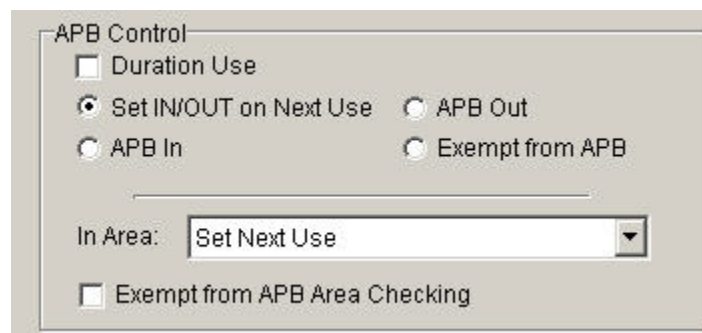 APB Control
Duration Use
Set IN/OUT on Next Use APB Out
APB In Exempt from APB
In Area: Set Next Use
Exempt from APB Area Checking